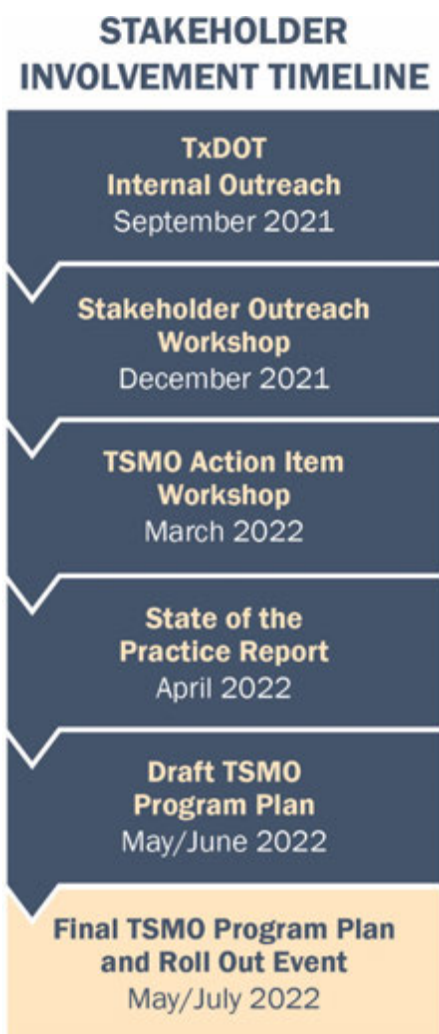 STAKEHOLDER
INVOLVEMENT TIMELINE
TxDOT
Internal Outreach
September 2021
Stakeholder Outreach
Workshop
December 2021
TSMO Action Item
Workshop
March 2022
State of the
Practice Report
April 2022
Draft TSMO
Program Plan
May/June 2022
Final TSMO Program Plan
and Roll Out Event
May/July 2022